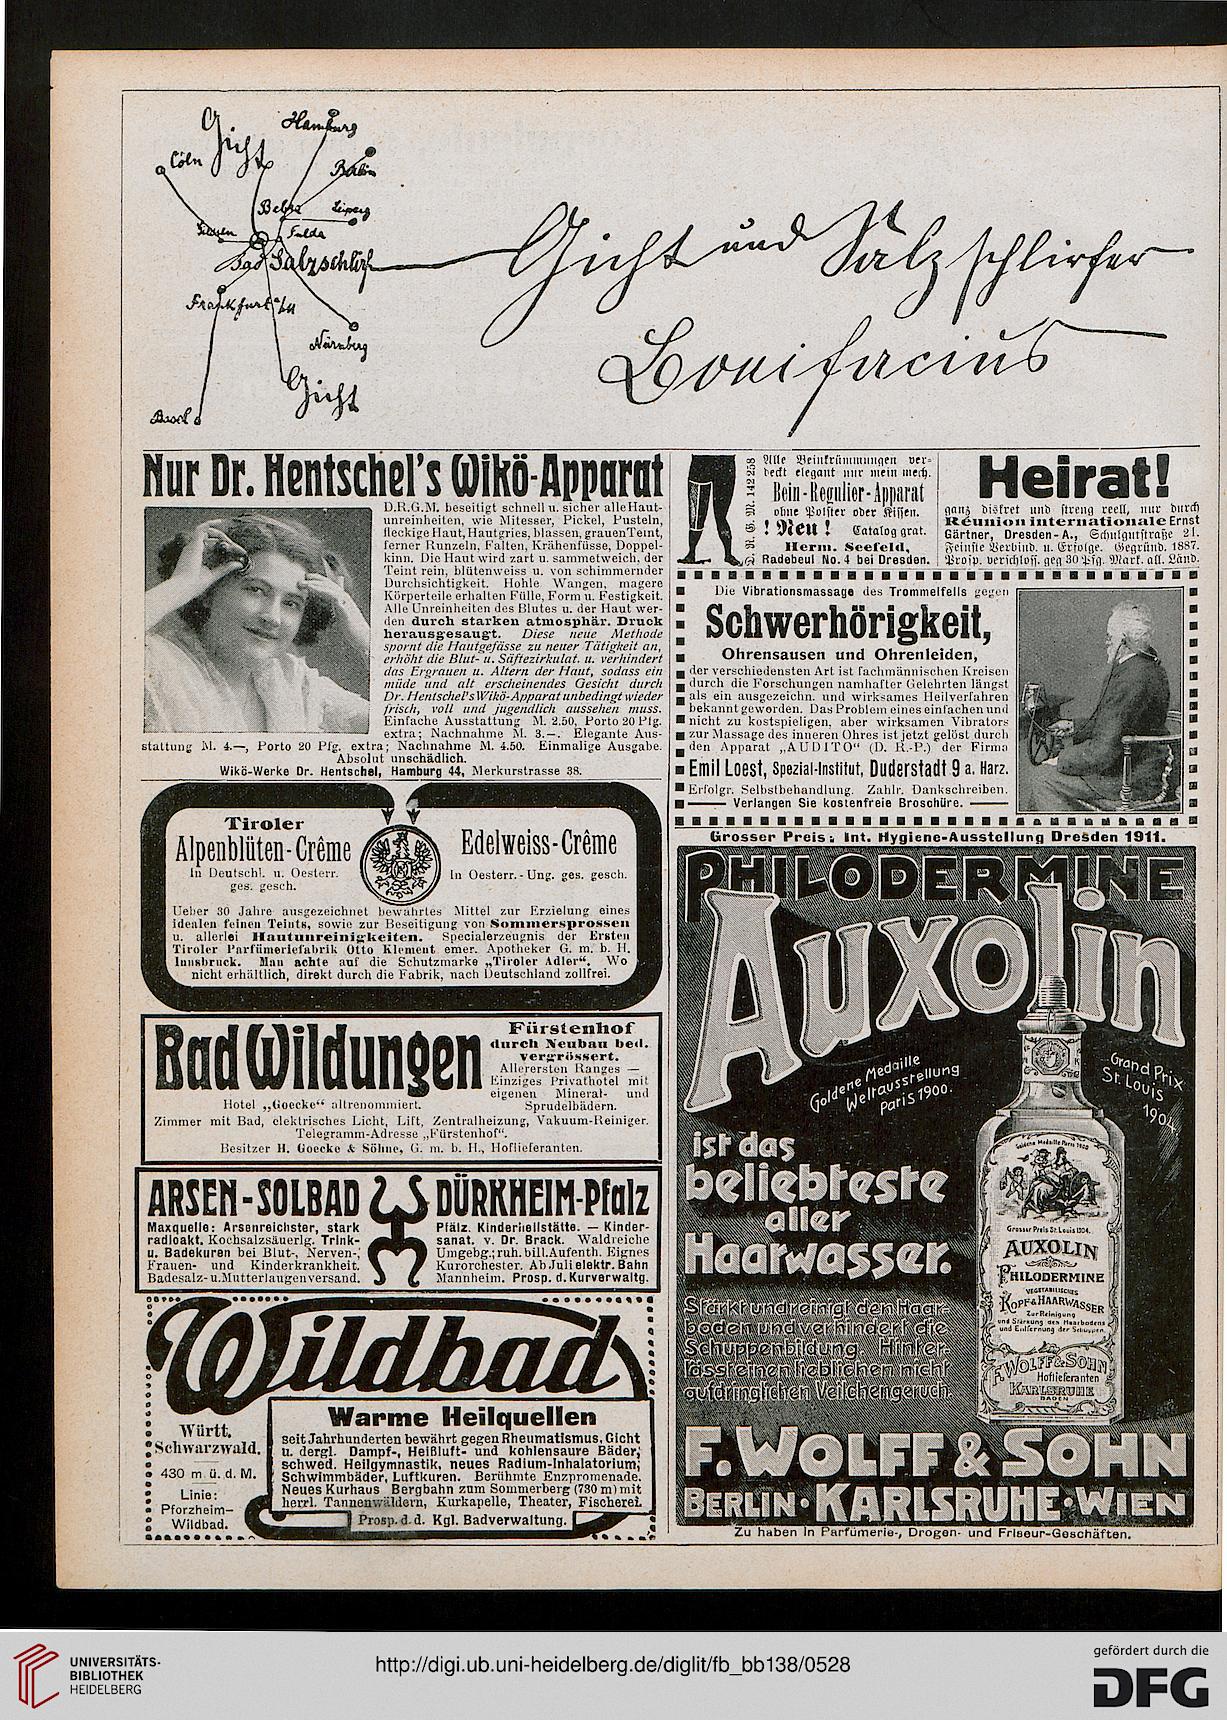 Gicht
Hamburg
Cöln
Berlin
Bebra
Leipzig
Giessen
Fulda
Bad Salzschlirf
Frankfurt a/M
Nürnberg
Gicht
Basel
Gicht und Salzschlirfer
Bonifacius
Nur Dr. Hentschel's Wikö-Apparat
D.R.G.M. beseitigt schnell u. sicher alle Haut-
unreinheiten, wie Mitesser, Pickel, Pusteln,
fleckige Haut, Hautgries, blassen, grauen Teint,
ferner Runzeln, Falten, Krähenfüsse, Doppel-
kinn. Die Haut wird zart u. sammetweich, der
Teint rein, blütenweiss u. von schimmernder
Durchsichtigkeit. Hohle Wangen, magere
Körperteile erhalten Fülle, Form u. Festigkeit.
Alle Unreinheiten des Blutes u. der Haut wer-
den durch starken atmosphär. Druck
herausgesaugt. Diese neue Methode
spornt die Hautgefässe zu neuer Tätigkeit an,
erhöht die Blut- u. Säftezirkulat. u. verhindert
das Ergrauen u. Altern der Haut, sodass ein
müde und alt erscheinendes Gesicht durch
Dr. Hentschel's Wikö-Apparat unbedingt wieder
frisch, voll und jugendlich aussehen muss.
Einfache Ausstattung M. 2.50, Porto 20 Pfg.
extra; Nachnahme M. 3.—. Elegante Aus-
stattung M. 4.—, Porto 20 Pfg. extra; Nachnahme M. 4.50. Einmalige Ausgabe.
Absolut unschädlich.
Wikö-Werke Dr. Hentschel, Hamburg 44, Merkurstrasse 38.
Tiroler
Alpenblüten-Crême
In Deutschl. u. Oesterr.
ges. gesch.
Edelweiss-Crême
In Oesterr.-Ung. ges. gesch.
Ueber 30 Jahre ausgezeichnet bewährtes Mittel zur Erzielung eines
idealen feinen Teints, sowie zur Beseitigung von Sommersprossen
u. allerlei Hautunreinigkeiten. Specialerzeugnis der Ersten
Tiroler Parfümeriefabrik Otto Klement, emer. Apotheker G. m. b. H.
Innsbruck. Man achte auf die Schutzmarke „Tiroler Adler“. Wo
nicht erhältlich, direkt durch die Fabrik, nach Deutschland zollfrei.
Bad Wildungen
Fürstenhof
durch Neubau bed.
vergrössert.
Allerersten Ranges —
Einziges Privathotel mit
eigenen Mineral- und
Sprudelbädern.
Hotel „Goecke“ altrenommiert.
Zimmer mit Bad, elektrisches Licht, Lift, Zentralheizung, Vakuum-Reiniger.
Telegramm-Adresse „Fürstenhof“.
Besitzer H. Goecke & Söhne, G. m. b. H., Hoflieferanten.
ARSEN-SOLBAD DÜRKHEIM-Pfalz
Maxquelle: Arsenreichster, stark
radioakt. Kochsalzsäuerlg. Trink-
u. Badekuren bei Blut-, Nerven-,
Frauen- und Kinderkrankheit.
Badesalz- u. Mutterlaugenversand.
Pfälz. Kinderheilstätte. — Kinder-
sanat. v. Dr. Brack. Waldreiche
Umgebg.; ruh. bill. Aufenth. Eignes
Kurorchester. Ab Juli elektr. Bahn
Mannheim. Prosp. d. Kurverwaltg.
Wildbad
Württ.
Schwarzwald.
430 m ü. d. M.
Linie:
Pforzheim-
Wildbad.
Warme Heilquellen
seit Jahrhunderten bewährt gegen Rheumatismus, Gicht
u. dergl. Dampf-, Heißluft- und kohlensaure Bäder,
schwed. Heilgymnastik, neues Radium-Inhalatorium;
Schwimmbäder, Luftkuren. Berühmte Enzpromenade.
Neues Kurhaus Bergbahn zum Sommerberg (730 m) mit
herrl. Tannenwäldern, Kurkapelle, Theater, Fischerei.
Prosp. d. d. Kgl. Badverwaltung.
D. R. G. M. 142258
Alle Beinkrümmungen ver-
deckt elegant nur mein mech.
Bein-Regulier-Apparat
ohne Polster oder Kissen.
! Neu ! Catalog grat.
Herm. Seefeld,
Radebeul No. 4 bei Dresden.
Heirat!
ganz diskret und streng reell, nur durch
Réunion internationale Ernst
Gärtner, Dresden-A., Schulgutstraße 21.
Feinste Verbind. u. Erfolge. Gegründ. 1887.
Prosp. verschloss. geg 30 Pfg. Mark. all. Länd.
Die Vibrationsmassage des Trommelfells gegen
Schwerhörigkeit,
Ohrensausen und Ohrenleiden,
der verschiedensten Art ist fachmännischen Kreisen
durch die Forschungen namhafter Gelehrten längst
als ein ausgezeichn. und wirksames Heilverfahren
bekannt geworden. Das Problem eines einfachen und
nicht zu kostspieligen, aber wirksamen Vibrators
zur Massage des inneren Ohres ist jetzt gelöst durch
den Apparat „AUDITO“ (D. R.-P.) der Firma
Emil Loest, Spezial-Institut, Duderstadt 9 a. Harz.
Erfolgr. Selbstbehandlung. Zahlr. Dankschreiben.
Verlangen Sie kostenfreie Broschüre.
Grosser Preis: Int. Hygiene-Ausstellung Dresden 1911.
PHILODERMINE
Auxolin
Goldene Medaille
Weltausstellung
Paris 1900.
Grand Prix
St. Louis
1904
ist das
beliebteste
aller
Haarwasser.
Stärkt und reinigt den Haar-
boden und verhindert die
Schuppenbildung. Hinter-
lässt einen lieblichen nicht
aufdringlichen Veilchengeruch.
Goldene Medaille Paris 1900
Grosser Preis St. Louis 1904.
AUXOLIN
PHILODERMINE
VEGETABILISCHES
KOPF & HAARWASSER
Zur Reinigung
und Stärkung des Haarbodens
und Entfernung der Schuppen.
F. WOLFF & SOHN
Hoflieferanten
KARLSRUHE
BADEN
F. WOLFF & SOHN
BERLIN · KARLSRUHE · WIEN
Zu haben in Parfümerie-, Drogen- und Friseur-Geschäften.
UNIVERSITÄTS-
BIBLIOTHEK
HEIDELBERG
http://digi.ub.uni-heidelberg.de/diglit/fb_bb138/0528
gefördert durch die
DFG